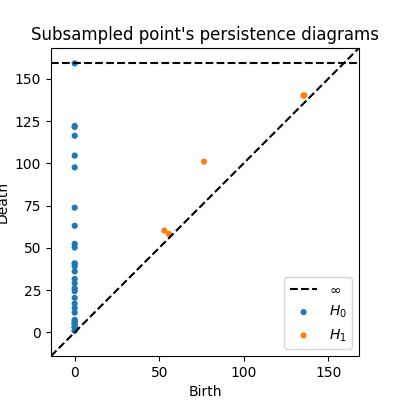 Subsampled point's persistence diagrams
150
125
100
75
50
25
0
Death
0 50 100 150
Birth
∞
H₀
H₁